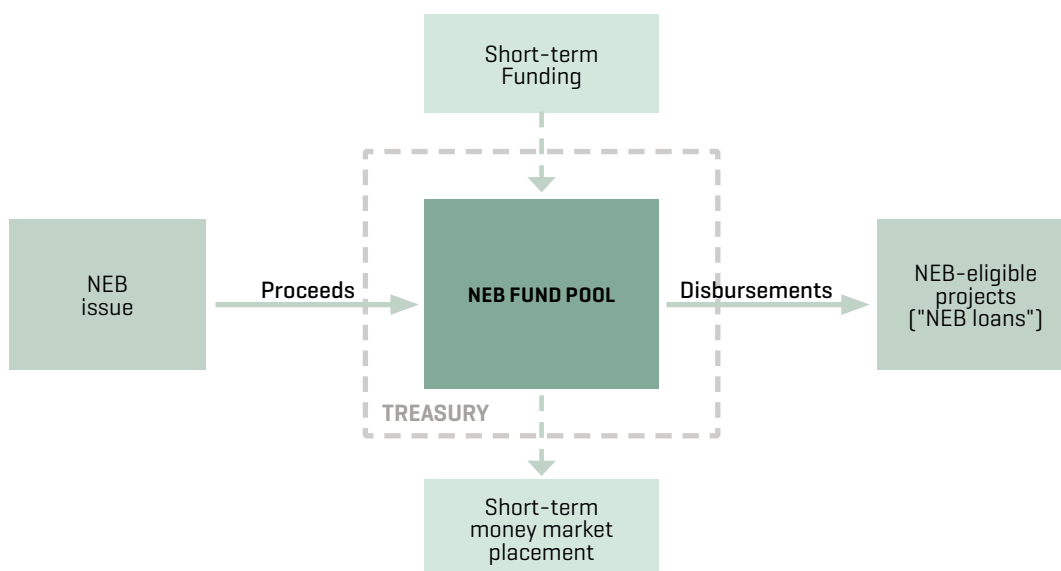 Short-term
Funding
NEB
issue
Proceeds
NEB FUND POOL
Disbursements
NEB-eligible
projects
("NEB loans")
TREASURY
Short-term
money market
placement